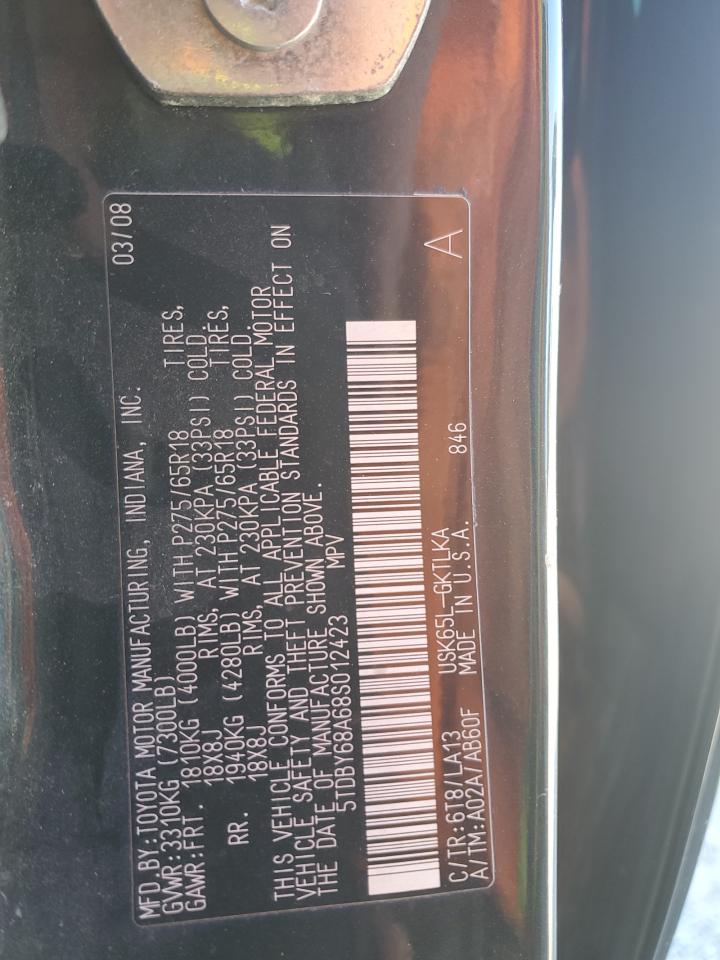 MFD.BY:TOYOTA MOTOR MANUFACTURING, INDIANA, INC. 03/08
GVWR:3310KG (7300LB)
GAWR:FRT. 1810KG (4000LB) WITH P275/65R18 TIRES,
18X8J RIMS, AT 230KPA (33PSI) COLD.
RR. 1940KG (4280LB) WITH P275/65R18 TIRES,
18X8J RIMS, AT 230KPA (33PSI) COLD.
THIS VEHICLE CONFORMS TO ALL APPLICABLE FEDERAL MOTOR
VEHICLE SAFETY AND THEFT PREVENTION STANDARDS IN EFFECT ON
THE DATE OF MANUFACTURE SHOWN ABOVE.
5TDBY68A68S012423 MPV
C/TR:6T8/LA13 USK65L-GKTLKA A
A/TM:A02A7AB60F MADE IN U.S.A. 846